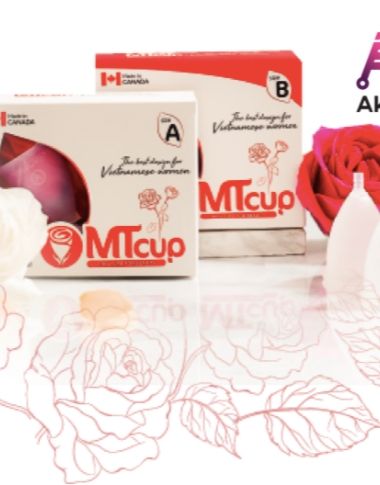 Made in
CANADA
SIZE
B
The best design for
Vietnamese women
MTcup
Ak
Made in
CANADA
SIZE
A
The best design for
Vietnamese women
OMTcup